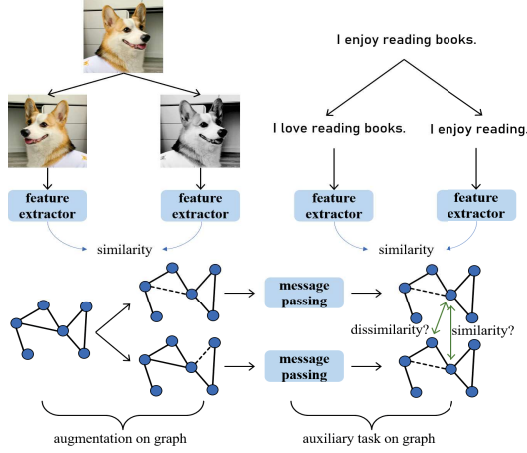 I enjoy reading books.
I love reading books.
I enjoy reading.
feature
extractor
feature
extractor
feature
extractor
feature
extractor
similarity
similarity
message
passing
dissimilarity?
similarity?
message
passing
augmentation on graph
auxiliary task on graph